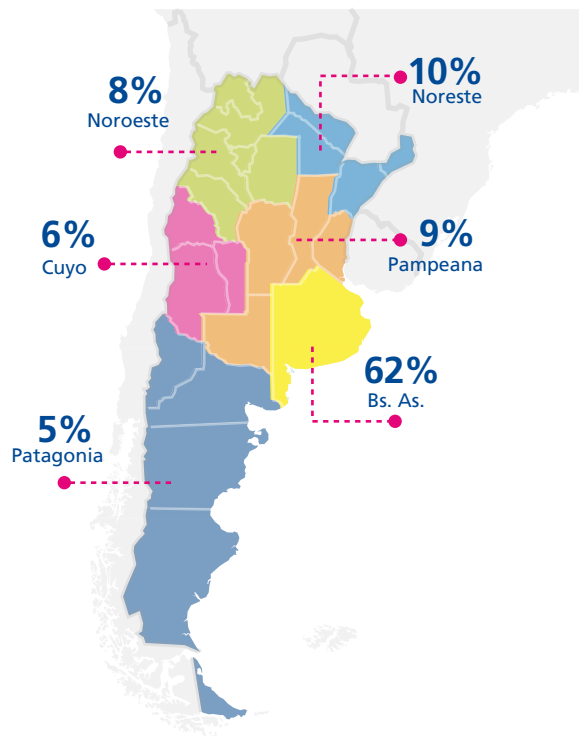 10%
Noreste
8%
Noroeste
6%
Cuyo
9%
Pampeana
62%
Bs. As.
5%
Patagonia